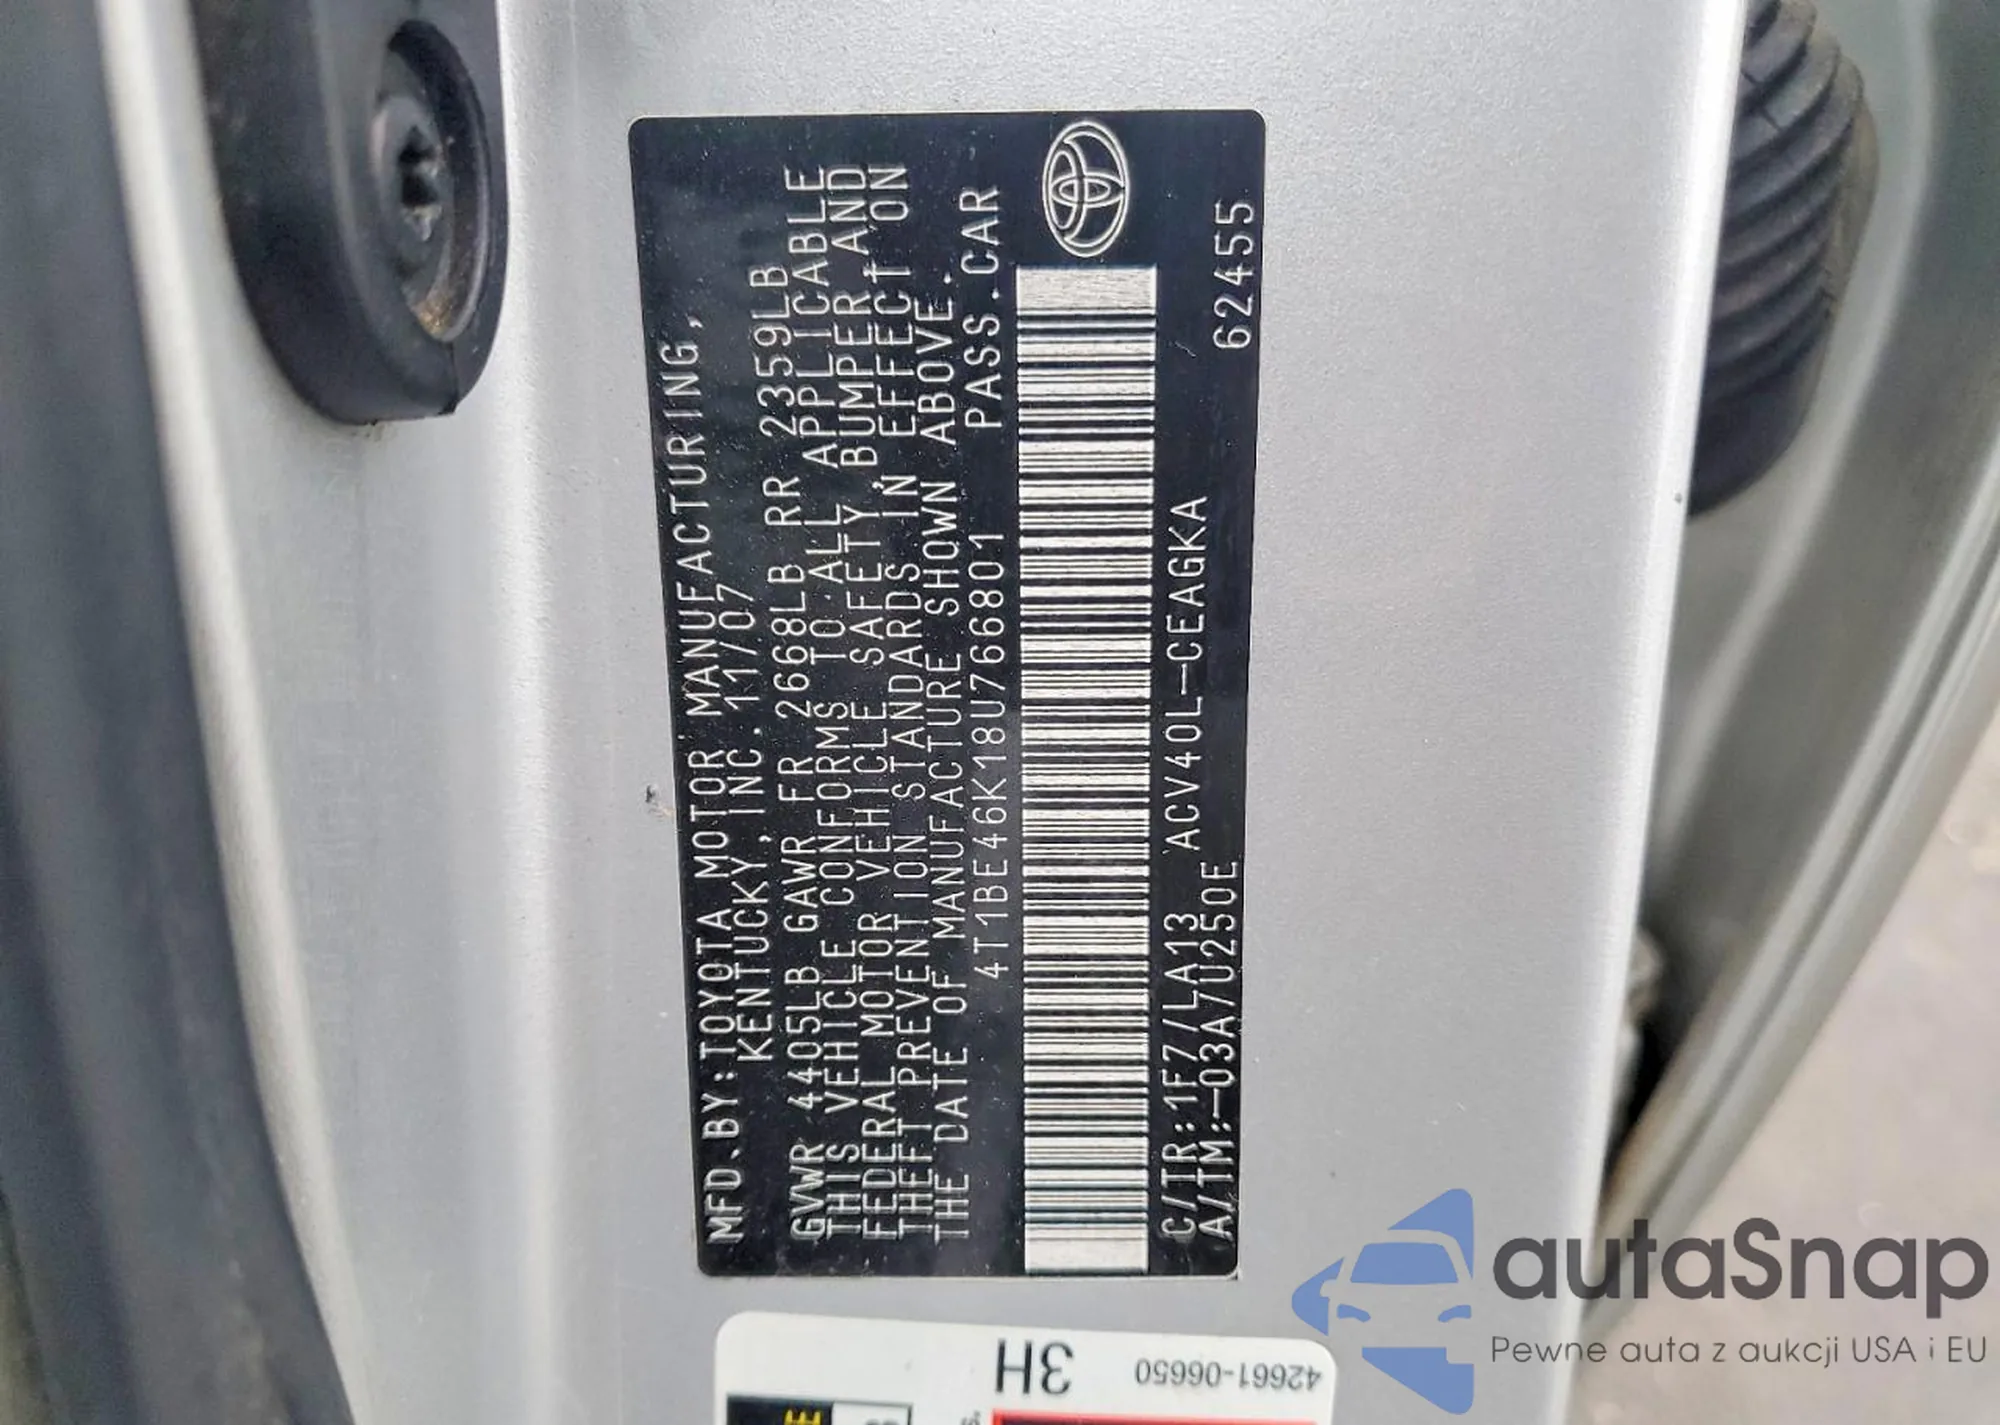 MFD.BY:TOYOTA MOTOR MANUFACTURING,
KENTUCKY, INC. 11/07
GVWR 4405LB GAWR FR 2668LB RR 2359LB
THIS VEHICLE CONFORMS TO ALL APPLICABLE
FEDERAL MOTOR VEHICLE SAFETY, BUMPER AND
THEFT PREVENTION STANDARDS IN EFFECT ON
THE DATE OF MANUFACTURE SHOWN ABOVE.
4T1BE46K18U766801 PASS.CAR
C/TR:1F7/LA13 ACV40L-CEAGKA 62455
A/TM:-03A/U250E
3H 42661-06650
autaSnap
Pewne auta z aukcji USA i EU